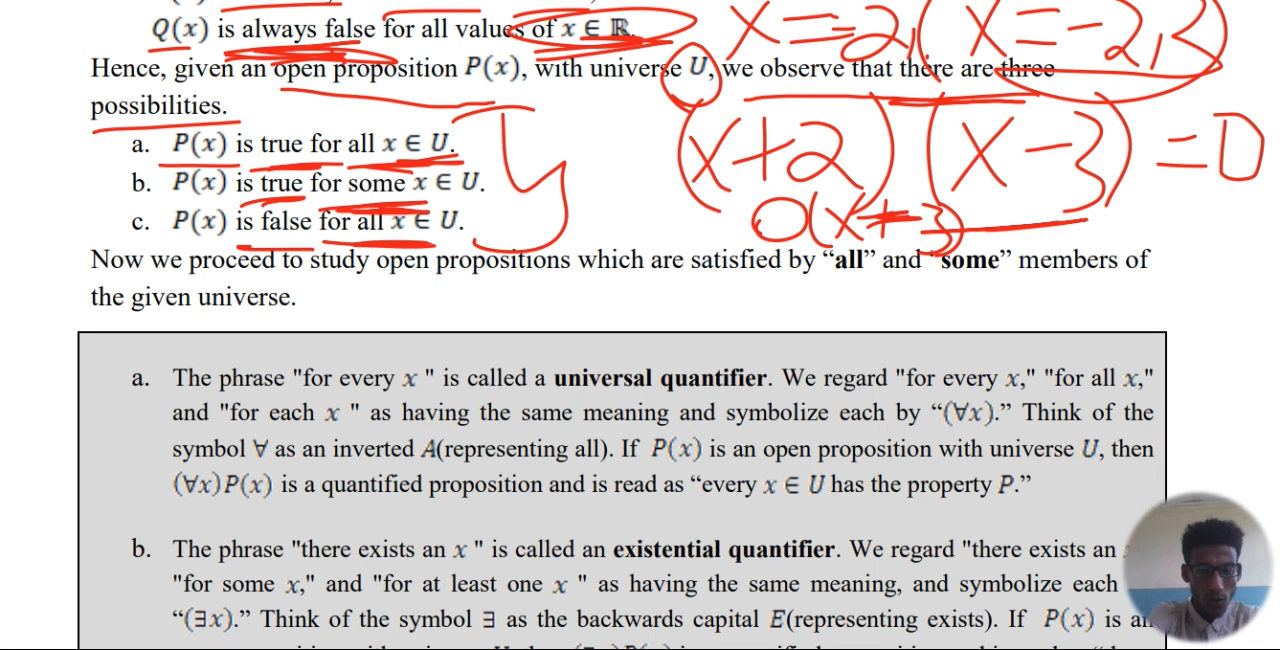 Q(x) is always false for all values of x ∈ ℝ.
x=2, (x=-2,3)
Hence, given an open proposition P(x), with universe U, we observe that there are three
possibilities.
(x+2) (x-3) = 0
a. P(x) is true for all x ∈ U.
b. P(x) is true for some x ∈ U.
c. P(x) is false for all x ∈ U.
Now we proceed to study open propositions which are satisfied by “all” and “some” members of
the given universe.
a. The phrase "for every x " is called a universal quantifier. We regard "for every x," "for all x,"
and "for each x " as having the same meaning and symbolize each by “(∀x).” Think of the
symbol ∀ as an inverted A(representing all). If P(x) is an open proposition with universe U, then
(∀x)P(x) is a quantified proposition and is read as “every x ∈ U has the property P.”
b. The phrase "there exists an x " is called an existential quantifier. We regard "there exists an
"for some x," and "for at least one x " as having the same meaning, and symbolize each
“(∃x).” Think of the symbol ∃ as the backwards capital E(representing exists). If P(x) is an